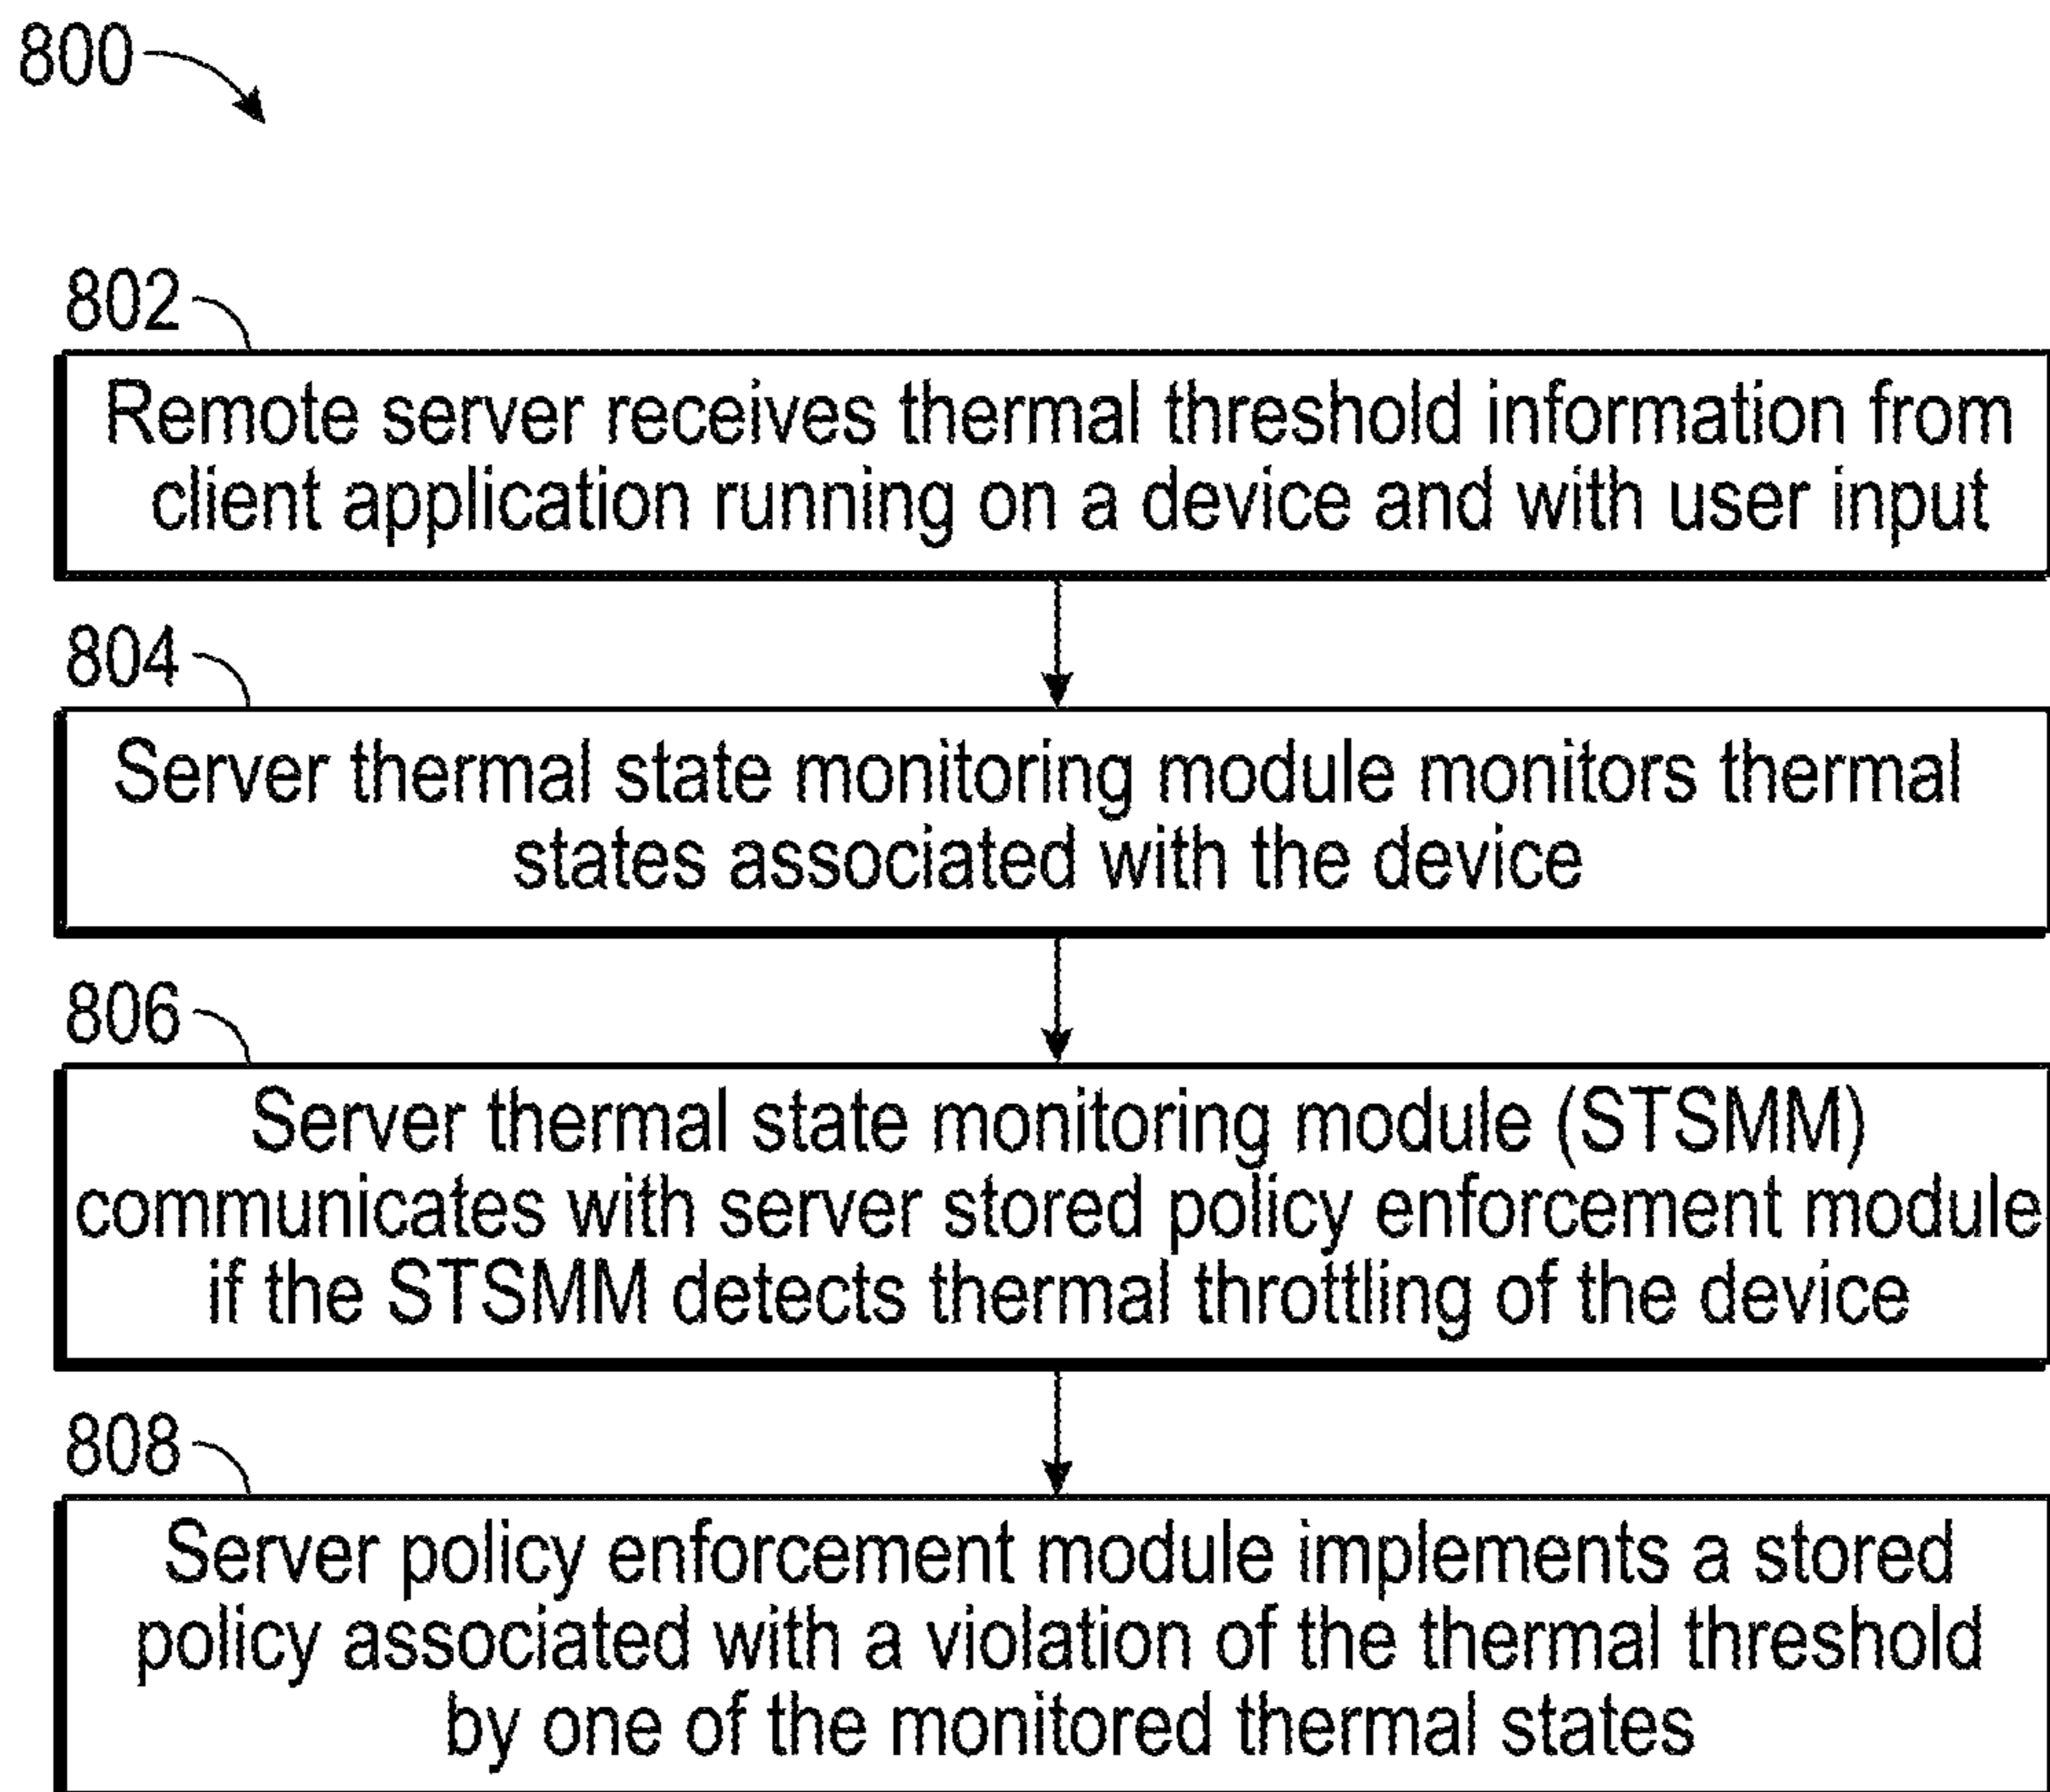 800
802
Remote server receives thermal threshold information from
client application running on a device and with user input
804
Server thermal state monitoring module monitors thermal
states associated with the device
806
Server thermal state monitoring module (STSMM)
communicates with server stored policy enforcement module
if the STSMM detects thermal throttling of the device
808
Server policy enforcement module implements a stored
policy associated with a violation of the thermal threshold
by one of the monitored thermal states